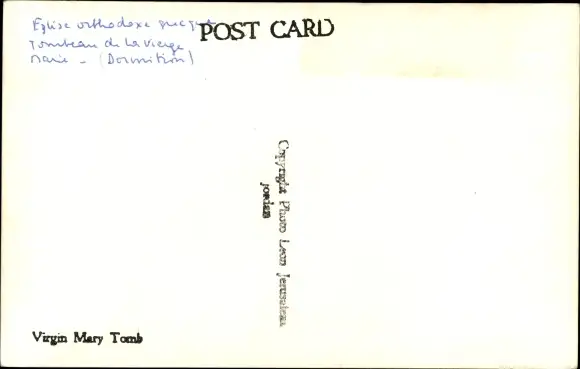 Eglise orthodoxe grecque
POST CARD
Tombeau de la Vierge
Marie - (Dormition)
Copyright Photo Leon Jerusalem
Jordan
Virgin Mary Tomb